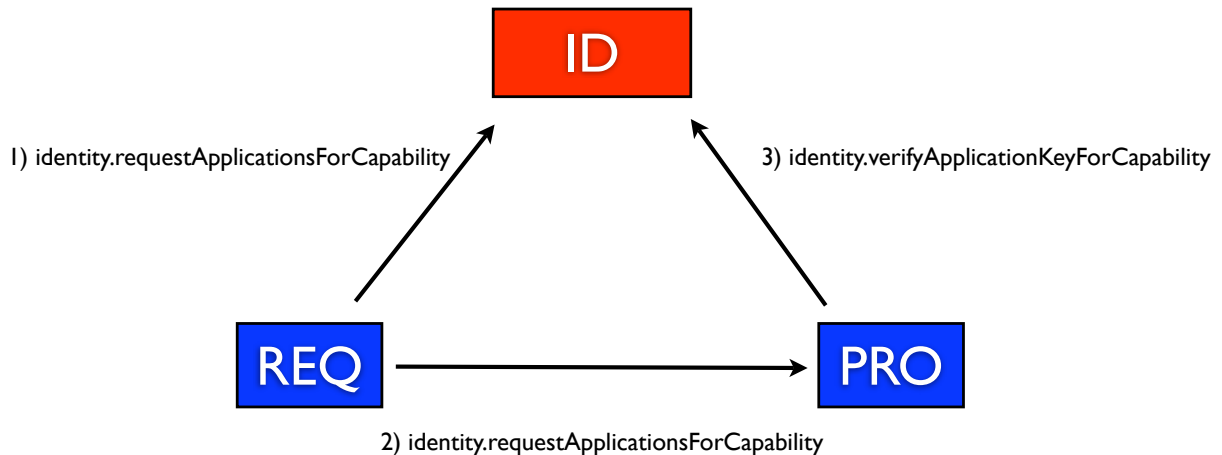 ID
1) identity.requestApplicationsForCapability
3) identity.verifyApplicationKeyForCapability
REQ
PRO
2) identity.requestApplicationsForCapability